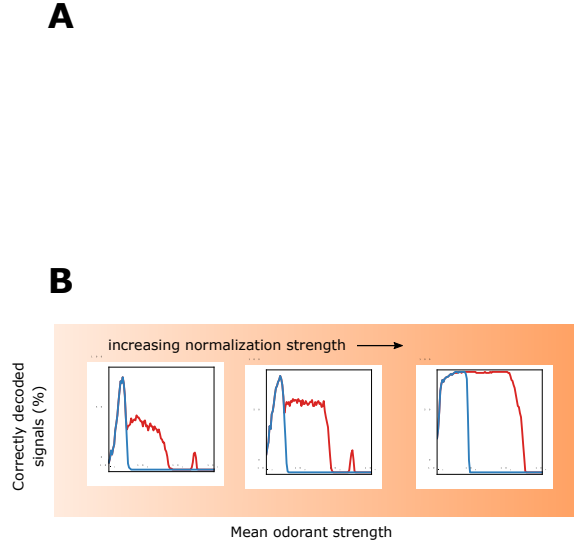 A
B
increasing normalization strength
Correctly decoded
signals (%)
Mean odorant strength